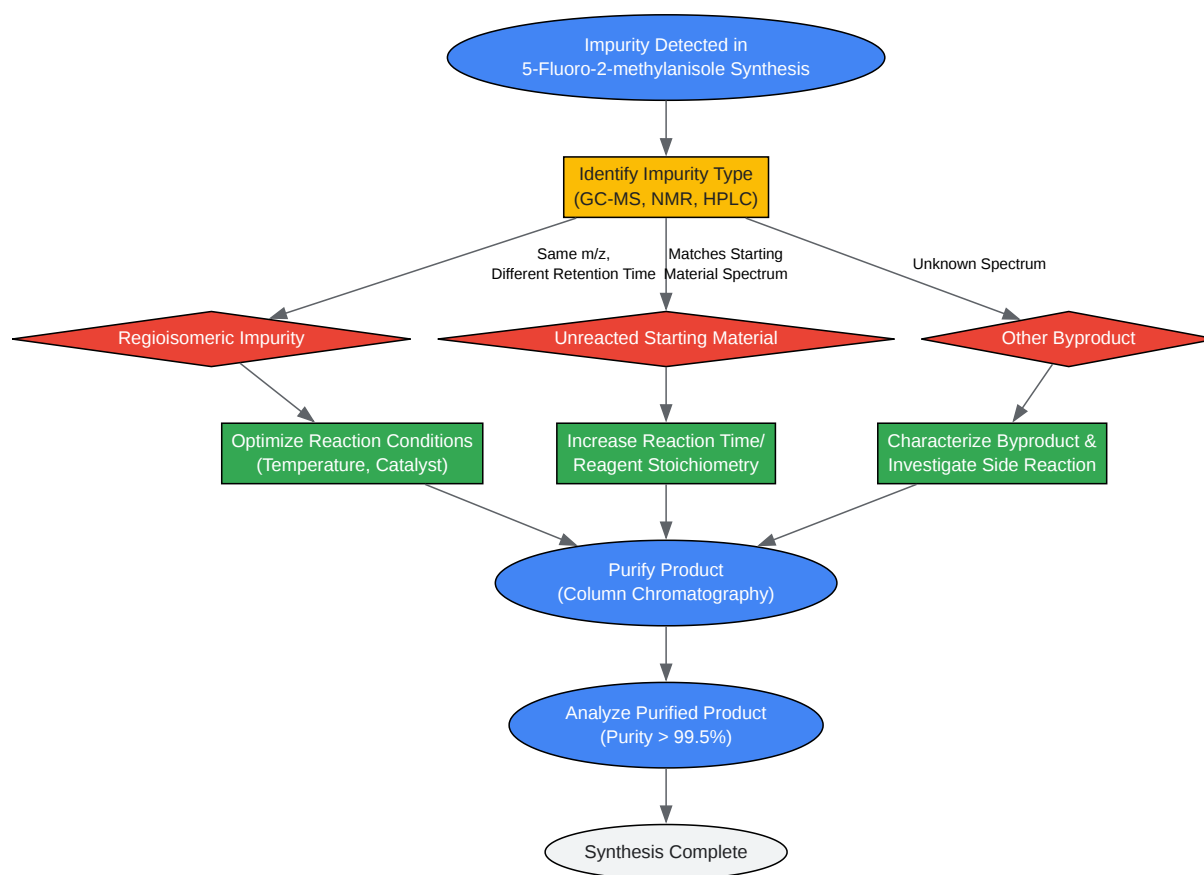 Impurity Detected in
5-Fluoro-2-methylanisole Synthesis
Identify Impurity Type
(GC-MS, NMR, HPLC)
Same m/z,
Different Retention Time
Matches Starting
Material Spectrum
Unknown Spectrum
Regioisomeric Impurity
Unreacted Starting Material
Other Byproduct
Optimize Reaction Conditions
(Temperature, Catalyst)
Increase Reaction Time/
Reagent Stoichiometry
Characterize Byproduct &
Investigate Side Reaction
Purify Product
(Column Chromatography)
Analyze Purified Product
(Purity > 99.5%)
Synthesis Complete